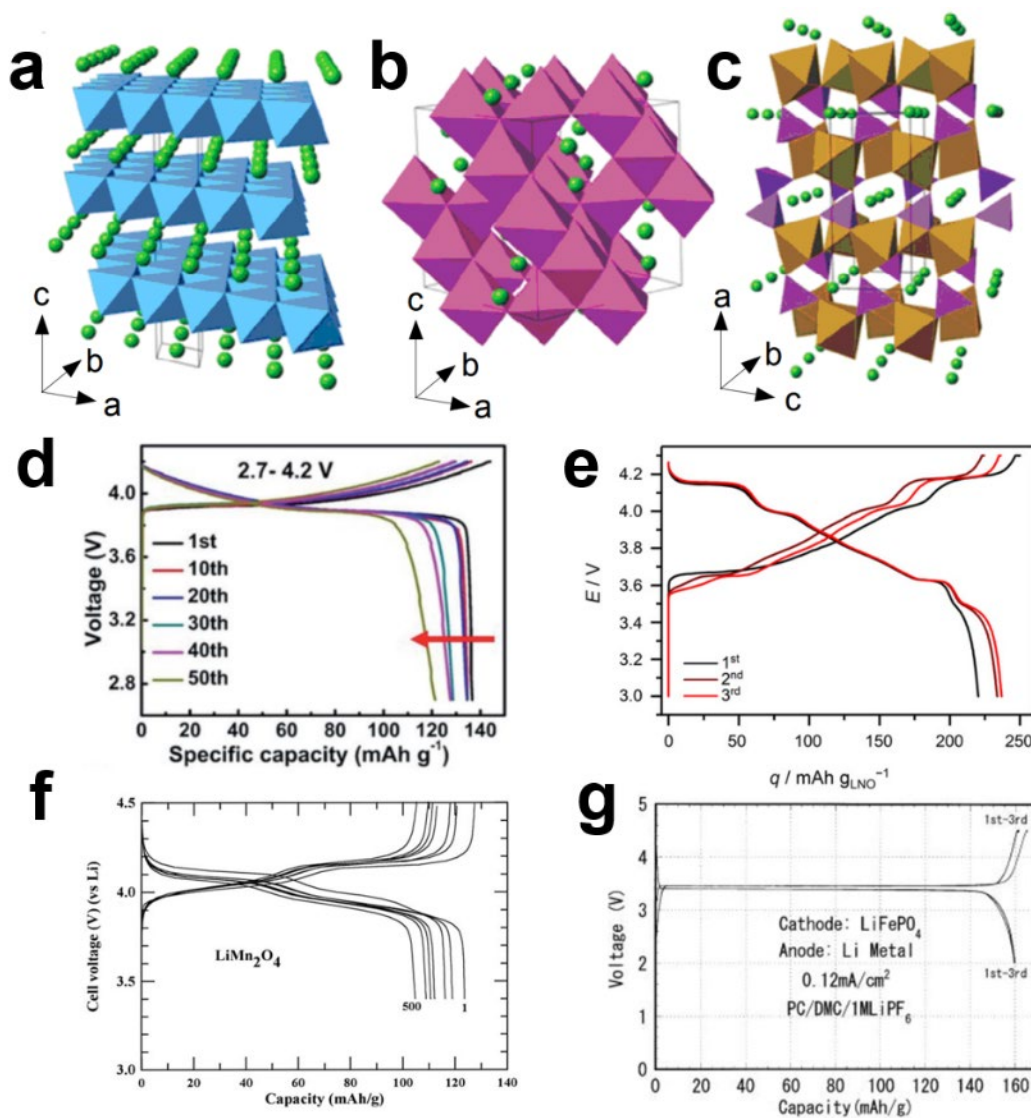 a
b
c
c
b
a
c
b
a
a
b
c
d
2.7- 4.2 V
Voltage (V)
4.0
3.6
3.2
2.8
1st
10th
20th
30th
40th
50th
0 20 40 60 80 100 120 140
Specific capacity (mAh g⁻¹)
e
E / V
4.2
4.0
3.8
3.6
3.4
3.2
3.0
1ˢᵗ
2ⁿᵈ
3ʳᵈ
0 50 100 150 200 250
q / mAh g_LNO⁻¹
f
Cell voltage (V) (vs Li)
4.5
4.0
3.5
3.0
LiMn₂O₄
500
1
0 20 40 60 80 100 120 140
Capacity (mAh/g)
g
Voltage (V)
5
4
3
2
1
0
1st-3rd
Cathode: LiFePO₄
Anode: Li Metal
0.12mA/cm²
PC/DMC/1MLiPF₆
1st-3rd
0 20 40 60 80 100 120 140 160
Capacity(mAh/g)